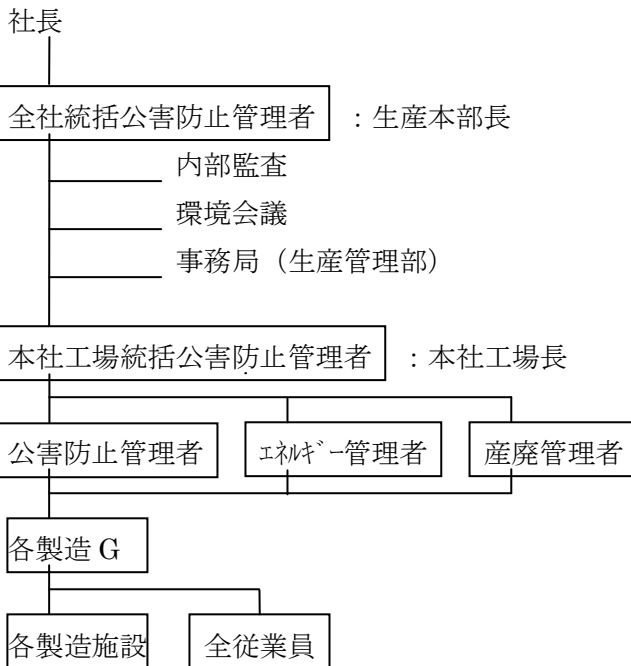 社長
全社統括公害防止管理者 ：生産本部長
内部監査
環境会議
事務局（生産管理部）
本社工場統括公害防止管理者 ：本社工場長
公害防止管理者 ｴﾈﾙｷﾞｰ管理者 産廃管理者
各製造 G
各製造施設 全従業員